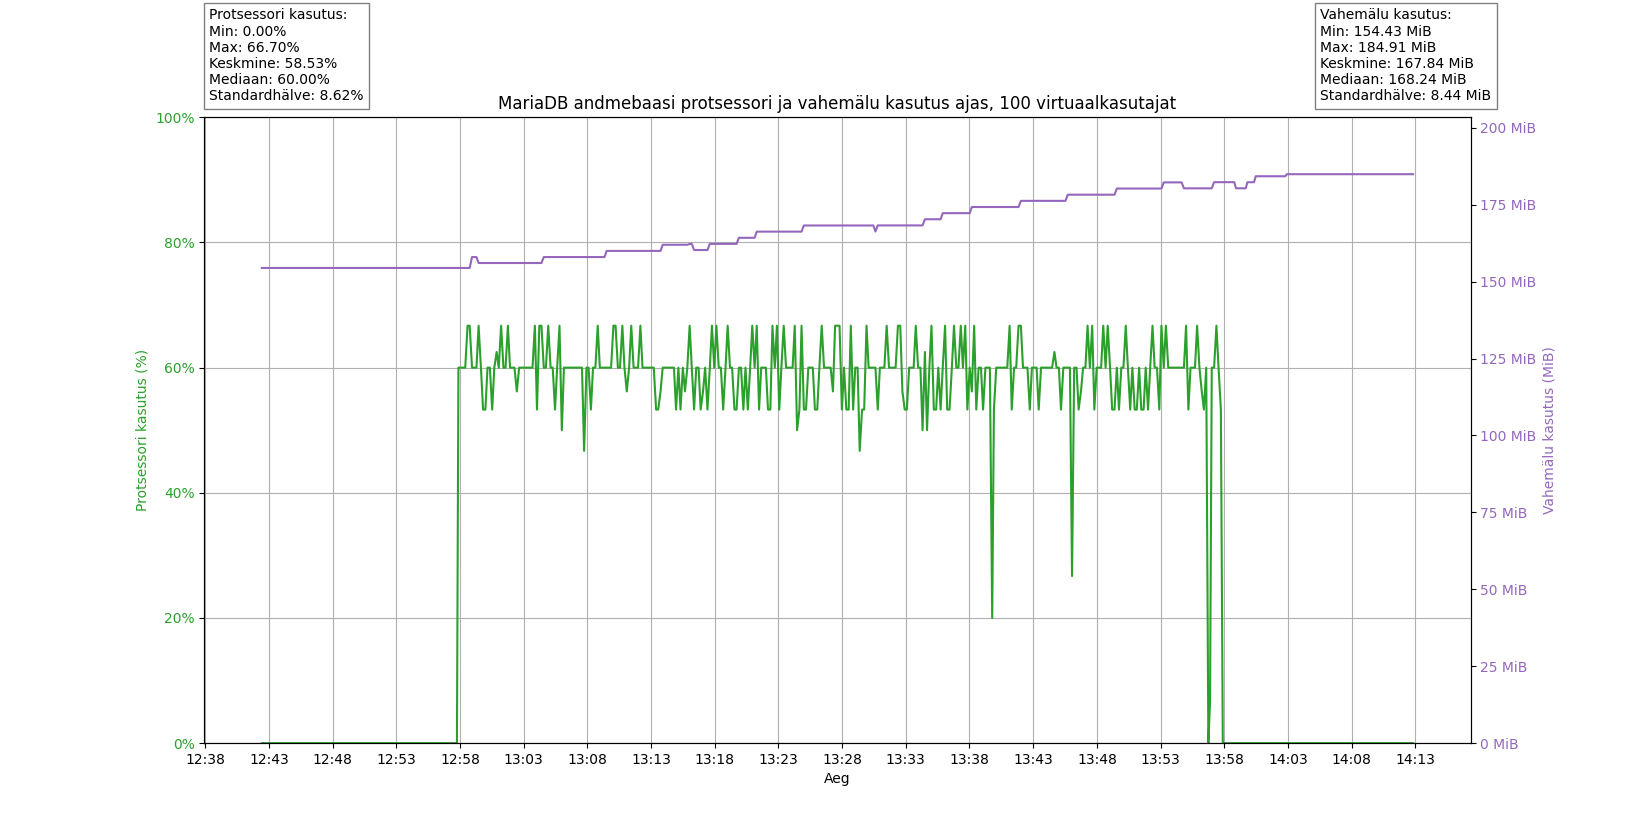 Protsessori kasutus:
Min: 0.00%
Max: 66.70%
Keskmine: 58.53%
Mediaan: 60.00%
Standardhälve: 8.62%
Vahemälu kasutus:
Min: 154.43 MiB
Max: 184.91 MiB
Keskmine: 167.84 MiB
Mediaan: 168.24 MiB
Standardhälve: 8.44 MiB
MariaDB andmebaasi protsessori ja vahemälu kasutus ajas, 100 virtuaalkasutajat
100%
80%
60%
40%
20%
0%
Protsessori kasutus (%)
200 MiB
175 MiB
150 MiB
125 MiB
100 MiB
75 MiB
50 MiB
25 MiB
0 MiB
Vahemälu kasutus (MiB)
12:38 12:43 12:48 12:53 12:58 13:03 13:08 13:13 13:18 13:23 13:28 13:33 13:38 13:43 13:48 13:53 13:58 14:03 14:08 14:13
Aeg